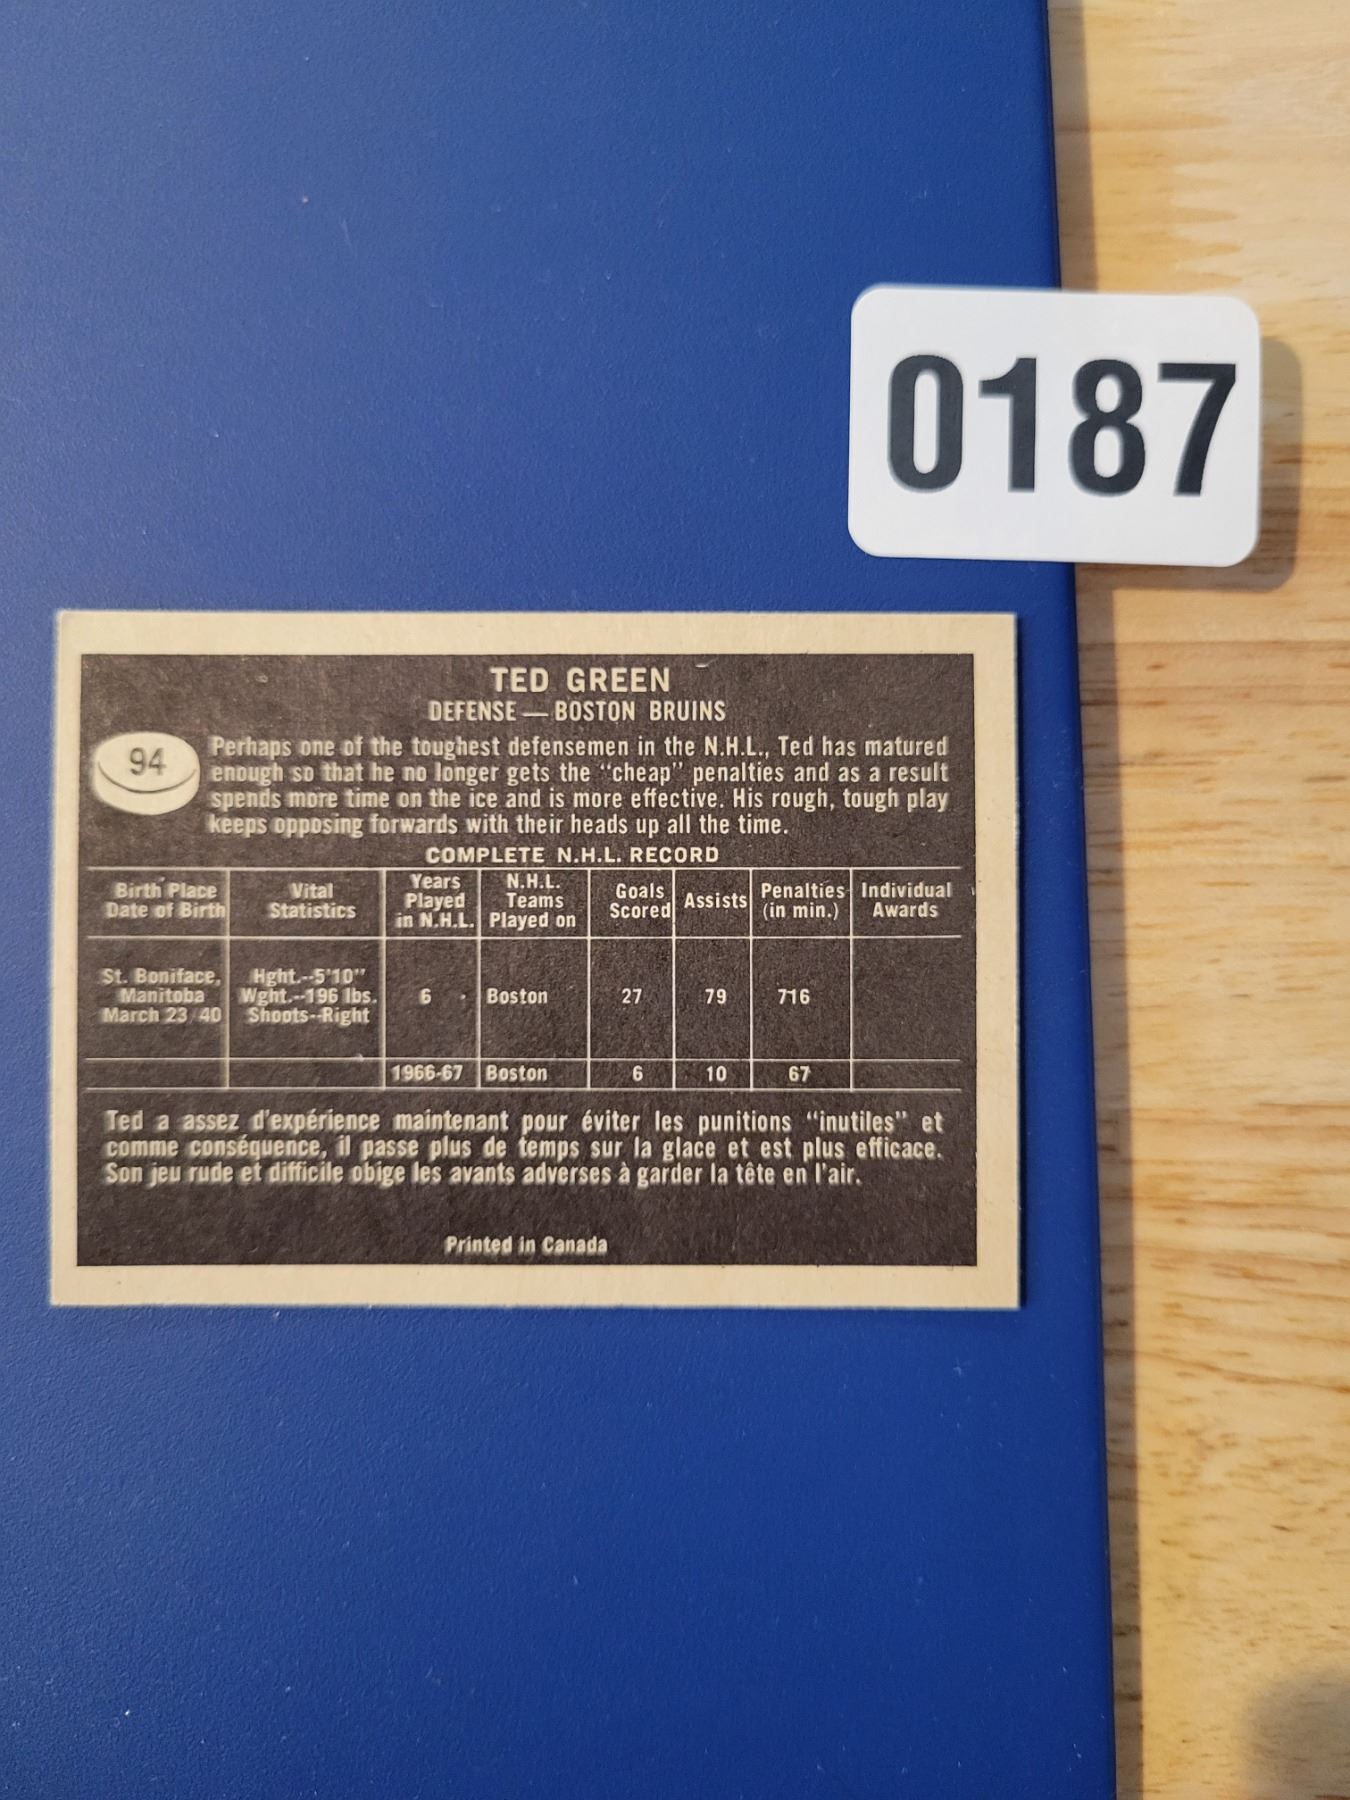 0187
TED GREEN
DEFENSE — BOSTON BRUINS
94
Perhaps one of the toughest defensemen in the N.H.L., Ted has matured
enough so that he no longer gets the "cheap" penalties and as a result
spends more time on the ice and is more effective. His rough, tough play
keeps opposing forwards with their heads up all the time.
COMPLETE N.H.L. RECORD
Birth Place Date of Birth | Vital Statistics | Years Played in N.H.L. | N.H.L. Teams Played on | Goals Scored | Assists | Penalties (in min.) | Individual Awards
St. Boniface, Manitoba March 23 40 | Hght.--5'10" Wght.--196 lbs. Shoots--Right | 6 | Boston | 27 | 79 | 716
1966-67 | Boston | 6 | 10 | 67
Ted a assez d'expérience maintenant pour éviter les punitions "inutiles" et
comme conséquence, il passe plus de temps sur la glace et est plus efficace.
Son jeu rude et difficile obige les avants adverses à garder la tête en l'air.
Printed in Canada